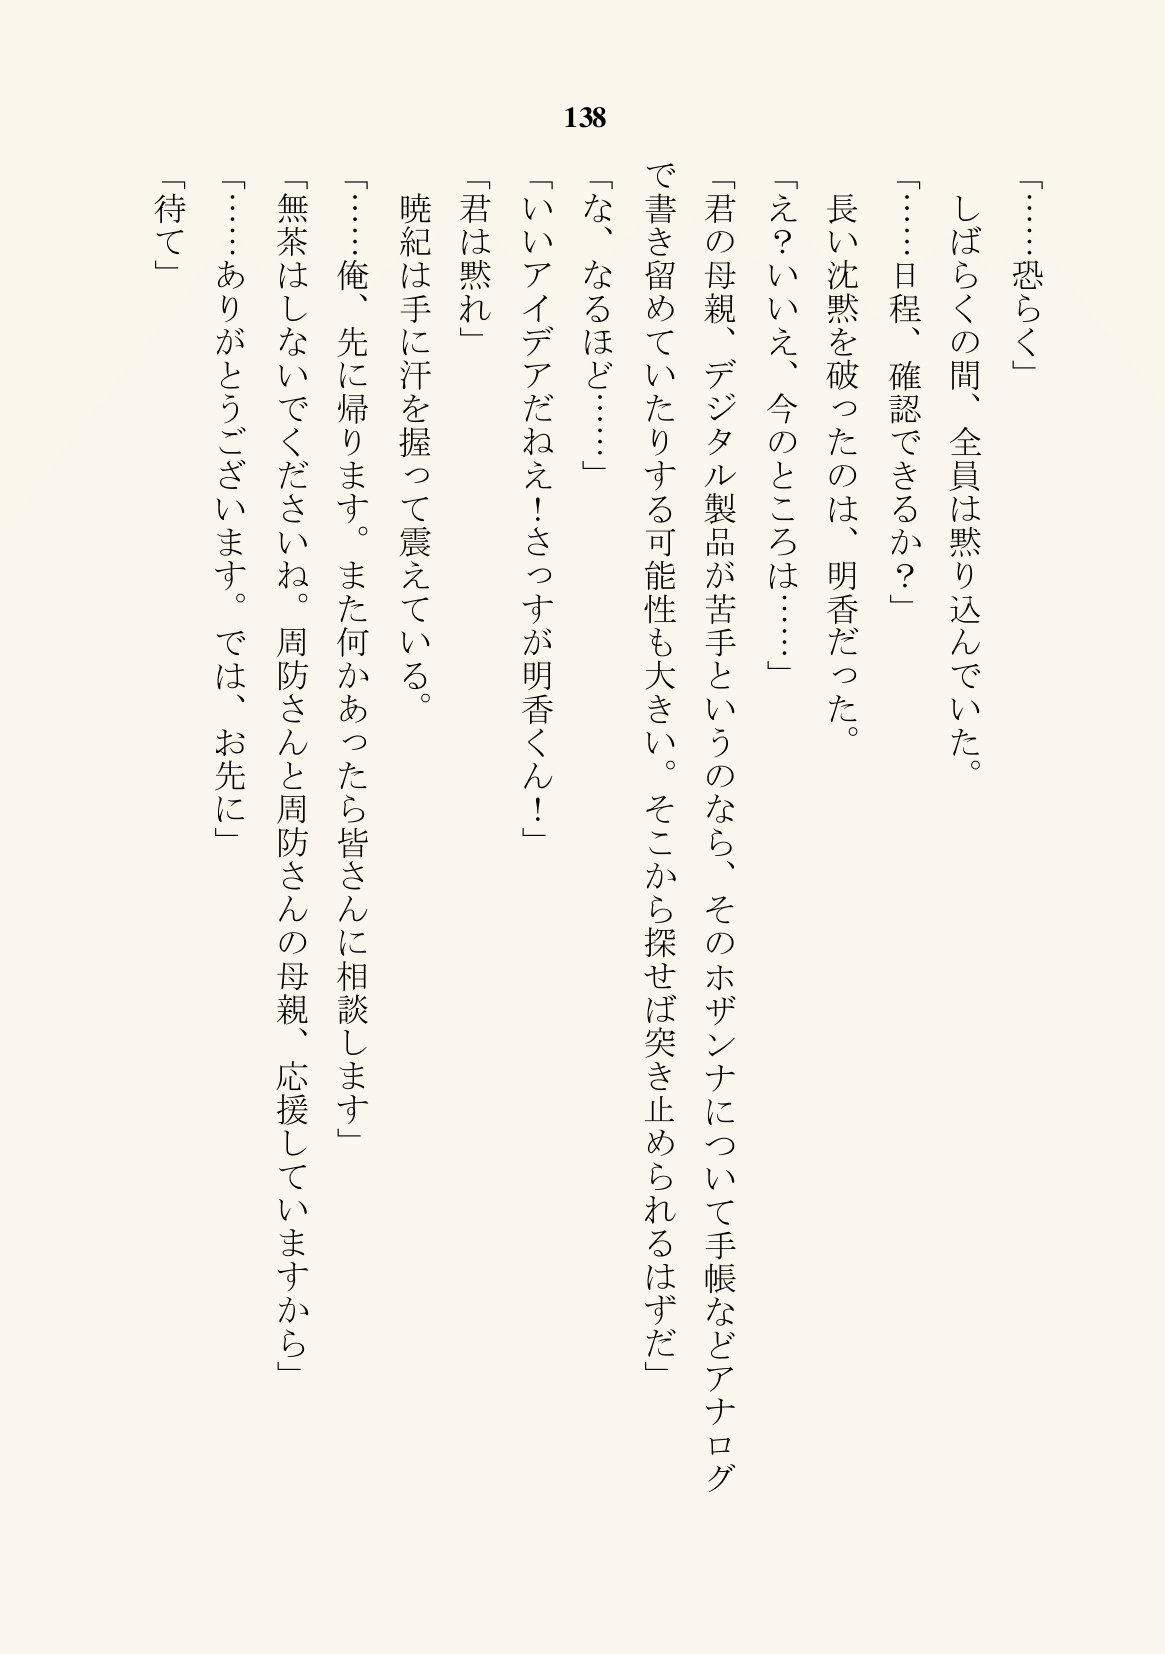 138
「……恐らく」
しばらくの間、全員は黙り込んでいた。
「……日程、確認できるか？」
長い沈黙を破ったのは、明香だった。
「え？いいえ、今のところは……」
「君の母親、デジタル製品が苦手というのなら、そのホザンナについて手帳などアナログ
で書き留めていたりする可能性も大きい。そこから探せば突き止められるはずだ」
「な、なるほど……」
「いいアイデアだねえ！さっすが明香くん！」
「君は黙れ」
暁紀は手に汗を握って震えている。
「……俺、先に帰ります。また何かあったら皆さんに相談します」
「無茶はしないでくださいね。周防さんと周防さんの母親、応援していますから」
「……ありがとうございます。では、お先に」
「待て」